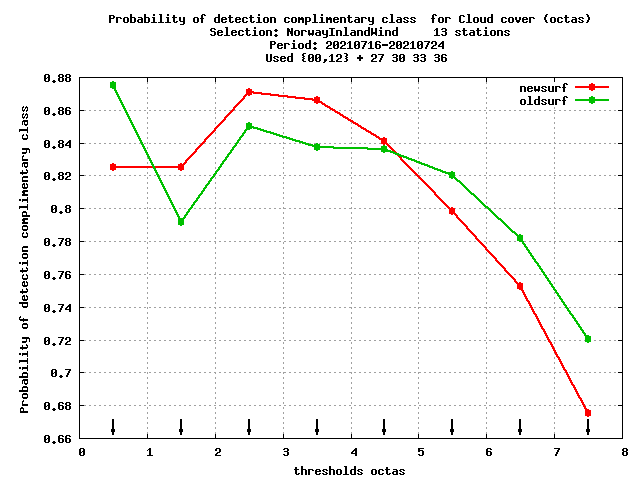 Probability of detection complimentary class  for Cloud cover (octas)
Selection: NorwayInlandWind     13 stations
Period: 20210716-20210724
Used {00,12} + 27 30 33 36
newsurf
oldsurf
Probability of detection complimentary class
0.88
0.86
0.84
0.82
0.8
0.78
0.76
0.74
0.72
0.7
0.68
0.66
0 1 2 3 4 5 6 7 8
thresholds octas